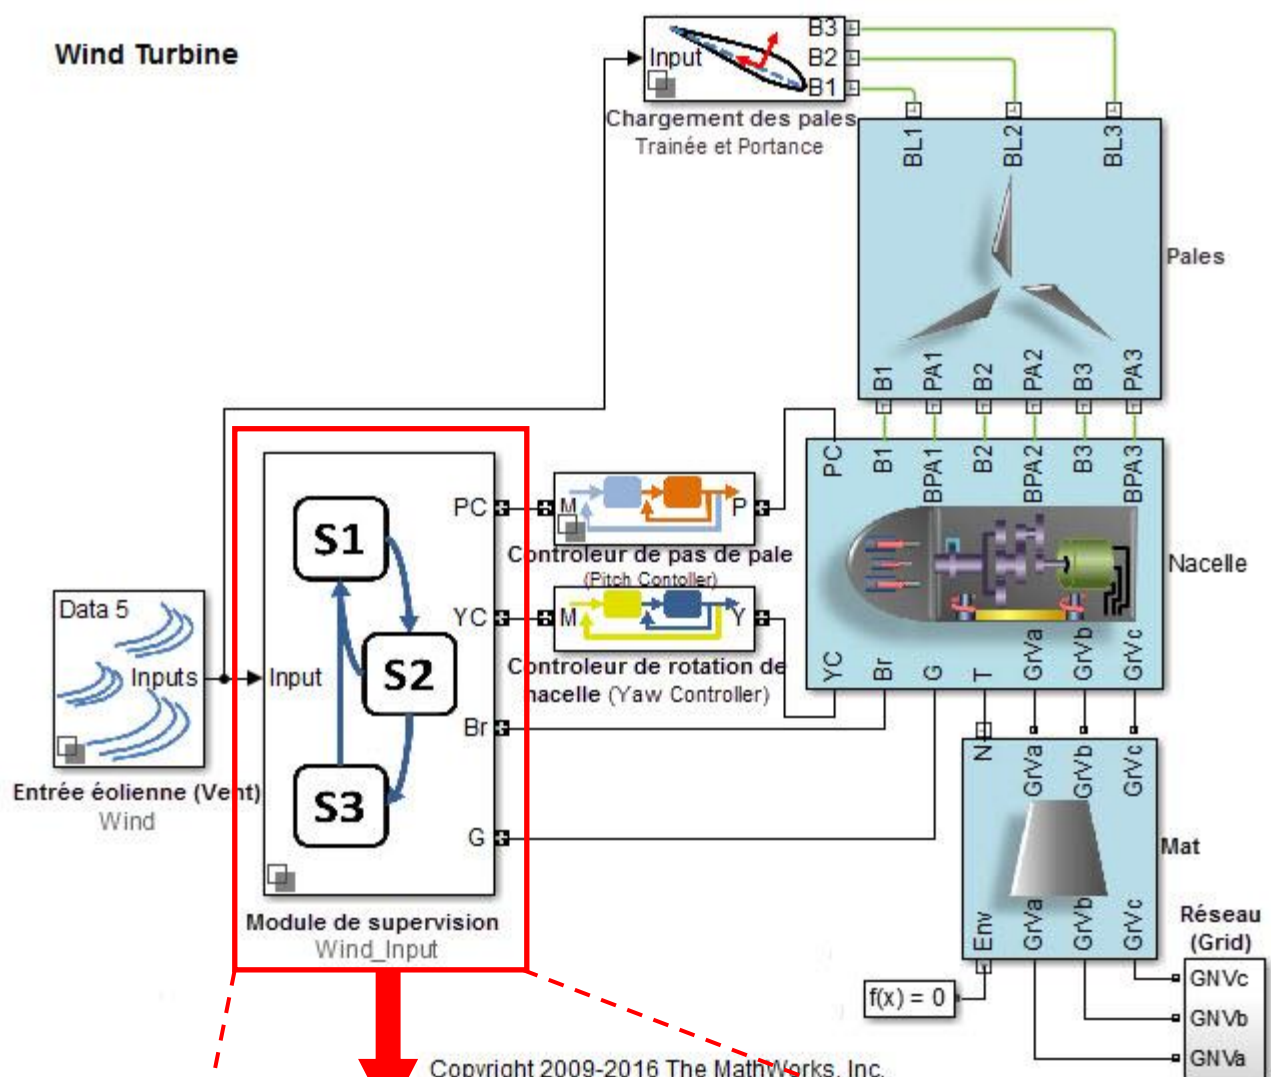 Wind Turbine
Input
B3
B2
B1
Chargement des pales
Trainée et Portance
BL1
BL2
BL3
Pales
B1
PA1
B2
PA2
B3
PA3
PC
B1
BPA1
B2
BPA2
B3
BPA3
Nacelle
YC
Br
G
T
GrVa
GrVb
GrVc
M
P
Controleur de pas de pale
(Pitch Contoller)
M
Y
Controleur de rotation de
nacelle (Yaw Controller)
Data 5
Inputs
Entrée éolienne (Vent)
Wind
Input
S1
S2
S3
PC
YC
Br
G
Module de supervision
Wind_Input
N
GrVa
GrVb
GrVc
Mat
Env
GrVa
GrVb
GrVc
f(x) = 0
Réseau
(Grid)
GNVc
GNVb
GNVa
Copyright 2009-2016 The MathWorks, Inc.